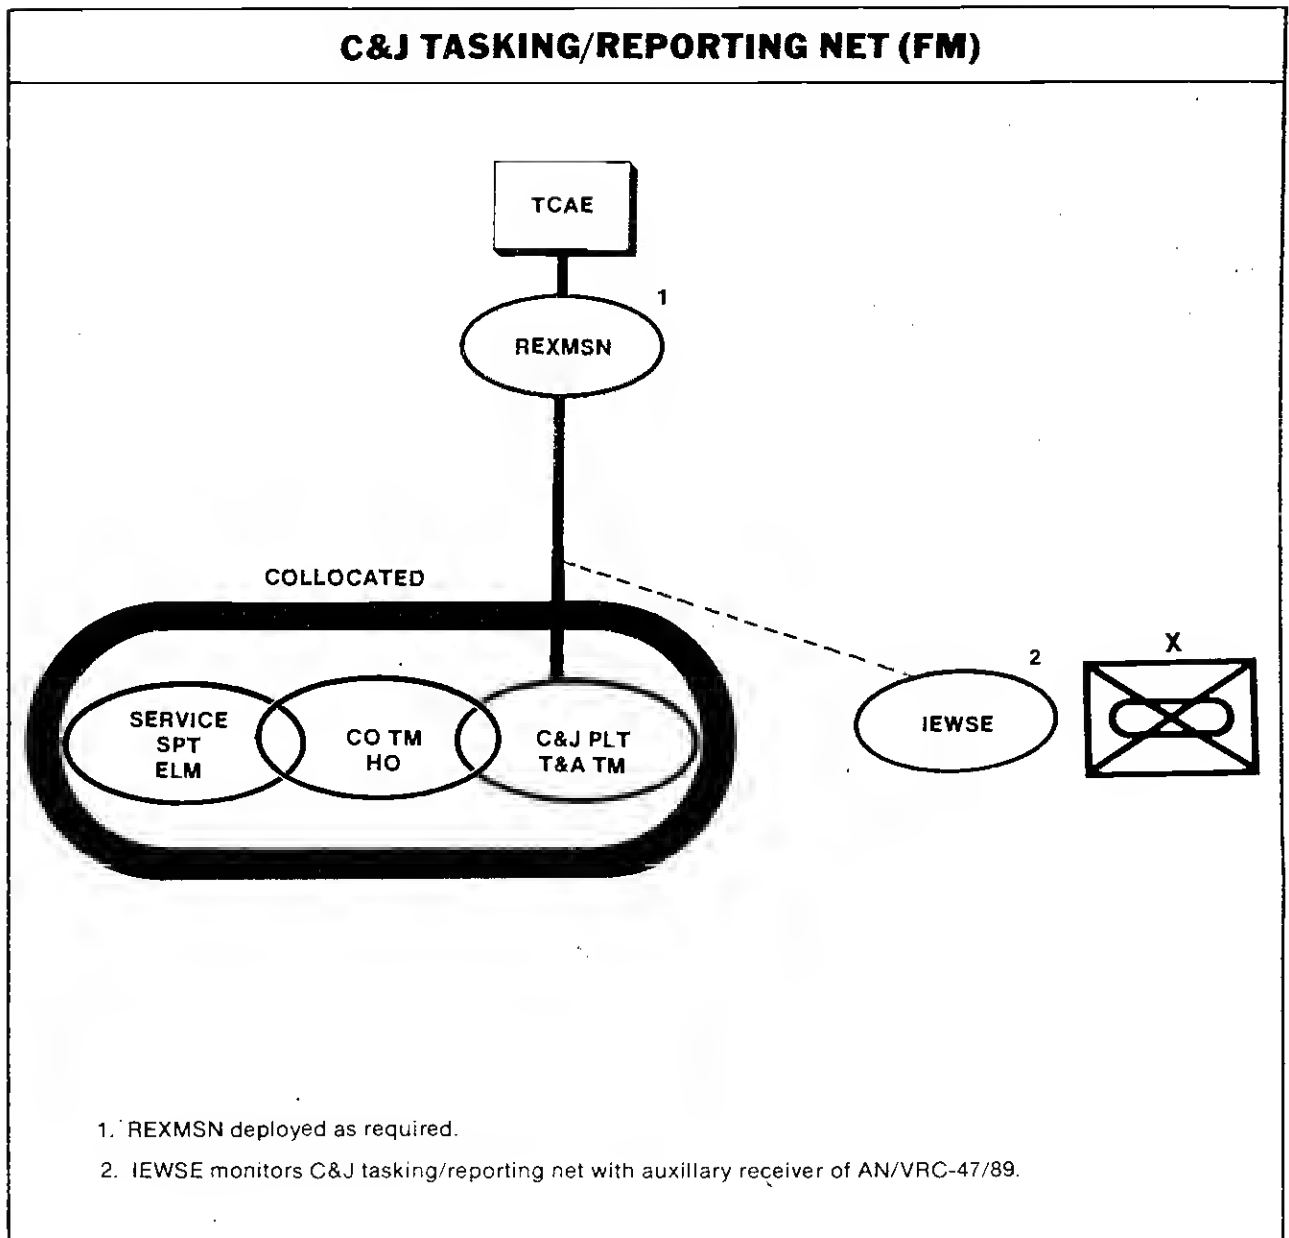 C&J TASKING/REPORTING NET (FM)
TCAE
1
REXMSN
COLLOCATED
SERVICE
SPT
ELM
CO TM
HO
C&J PLT
T&A TM
2
IEWSE
X
1. REXMSN deployed as required.
2. IEWSE monitors C&J tasking/reporting net with auxillary receiver of AN/VRC-47/89.